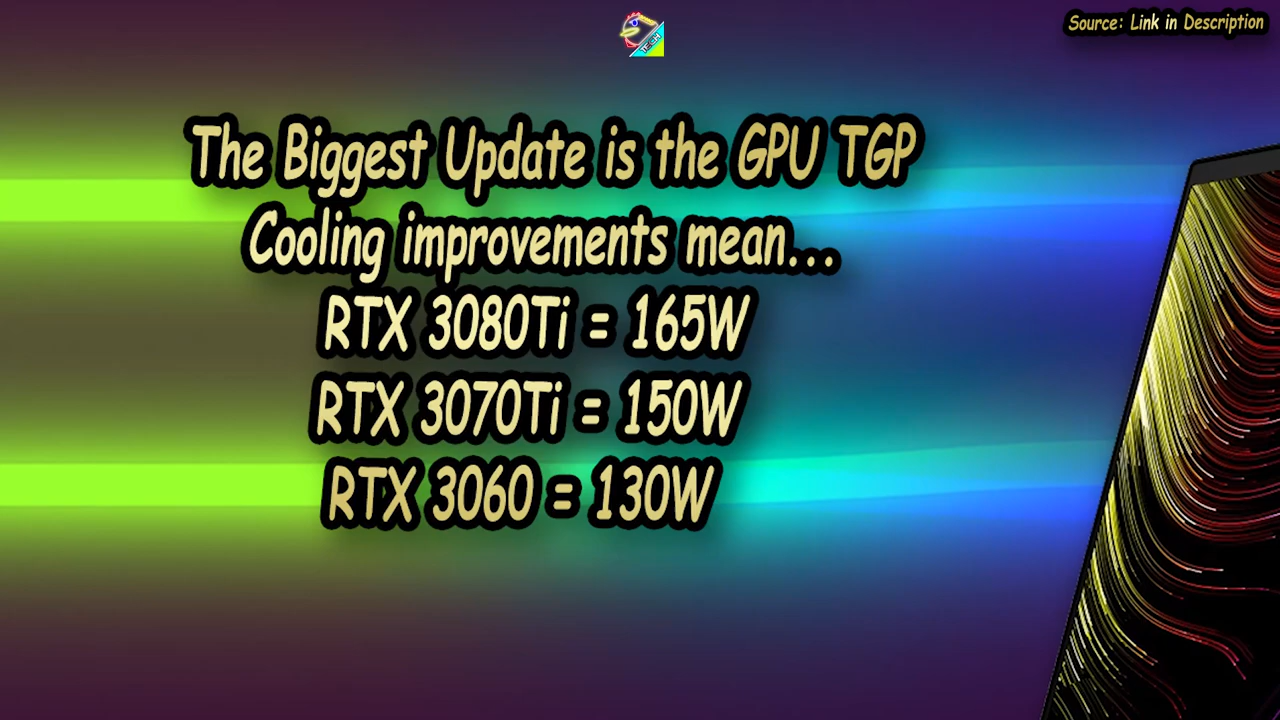 Source: Link in Description
TECH
The Biggest Update is the GPU TGP
Cooling improvements mean...
RTX 3080Ti = 165W
RTX 3070Ti = 150W
RTX 3060 = 130W